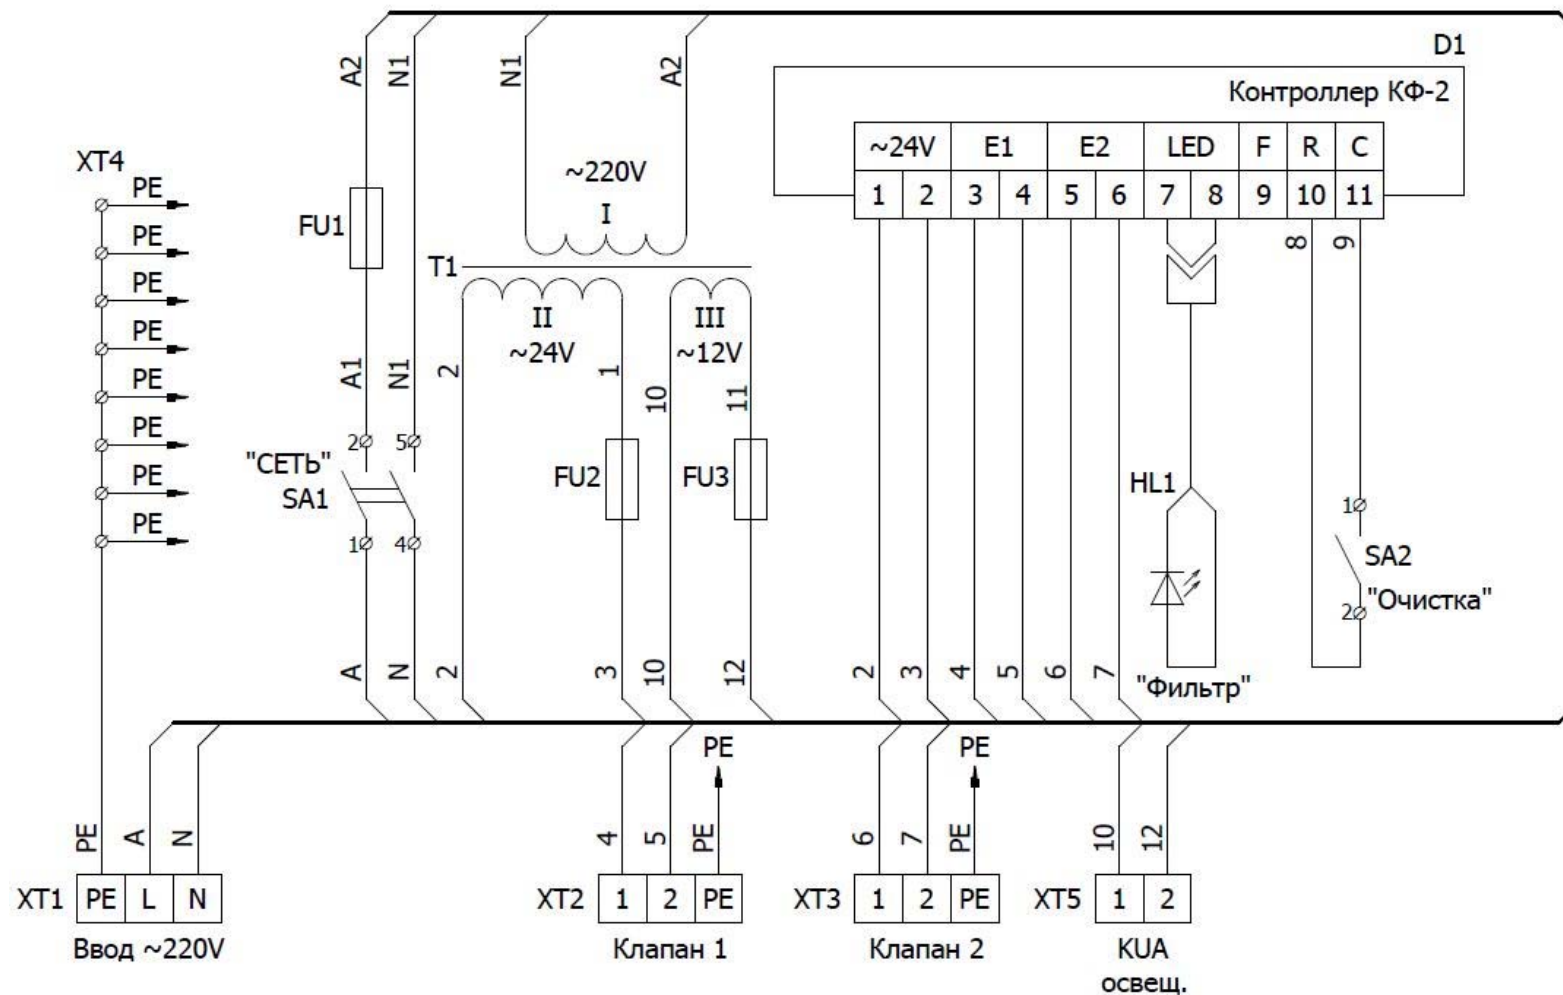 D1
Контроллер КФ-2
~24V E1 E2 LED F R C
1 2 3 4 5 6 7 8 9 10 11
A2 N1 N1 A2
XT4
PE
PE
PE
PE
PE
PE
PE
PE
FU1
~220V
I
T1
II
~24V
III
~12V
8 9
A1 N1 2 1 10 11
2 5
"СЕТЬ"
SA1
1 4
FU2
FU3
HL1
1
SA2
"Очистка"
2
"Фильтр"
A N 2 3 10 12 2 3 4 5 6 7
PE PE
PE A N 4 5 PE 6 7 PE 10 12
XT1 PE L N
Ввод ~220V
XT2 1 2 PE
Клапан 1
XT3 1 2 PE
Клапан 2
XT5 1 2
KUA
освещ.